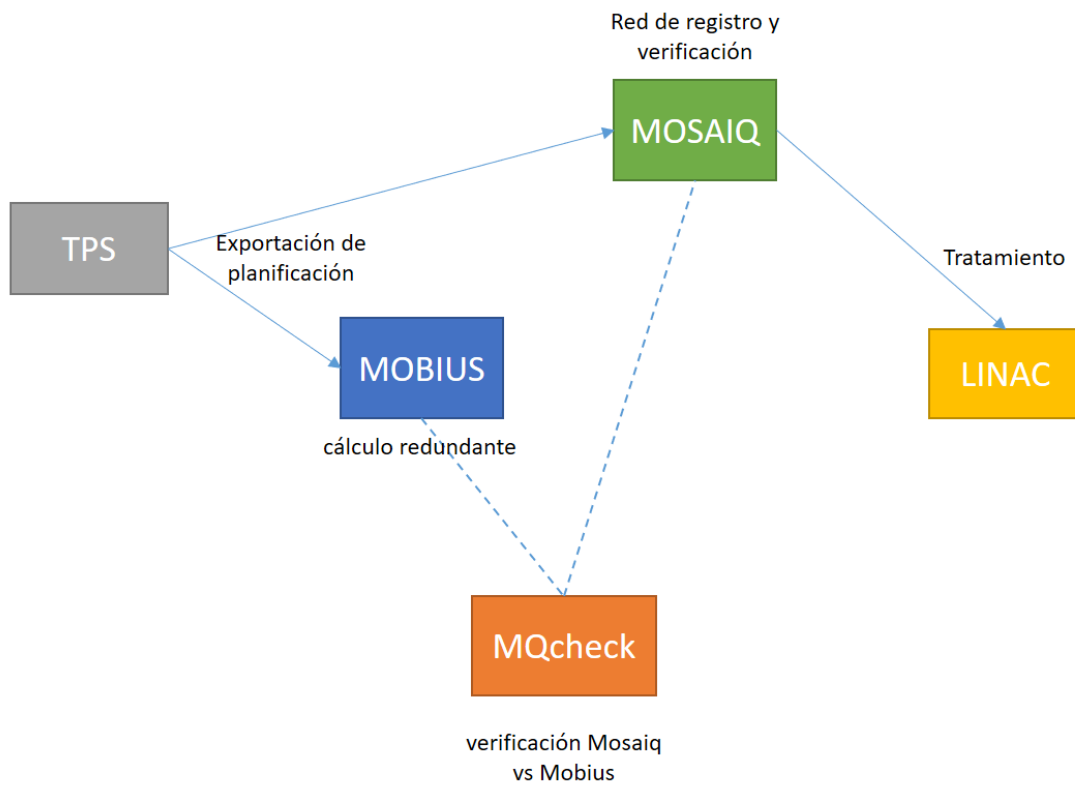 Red de registro y
verificación
MOSAIQ
TPS
Exportación de
planificación
Tratamiento
MOBIUS
LINAC
cálculo redundante
MQcheck
verificación Mosaiq
vs Mobius